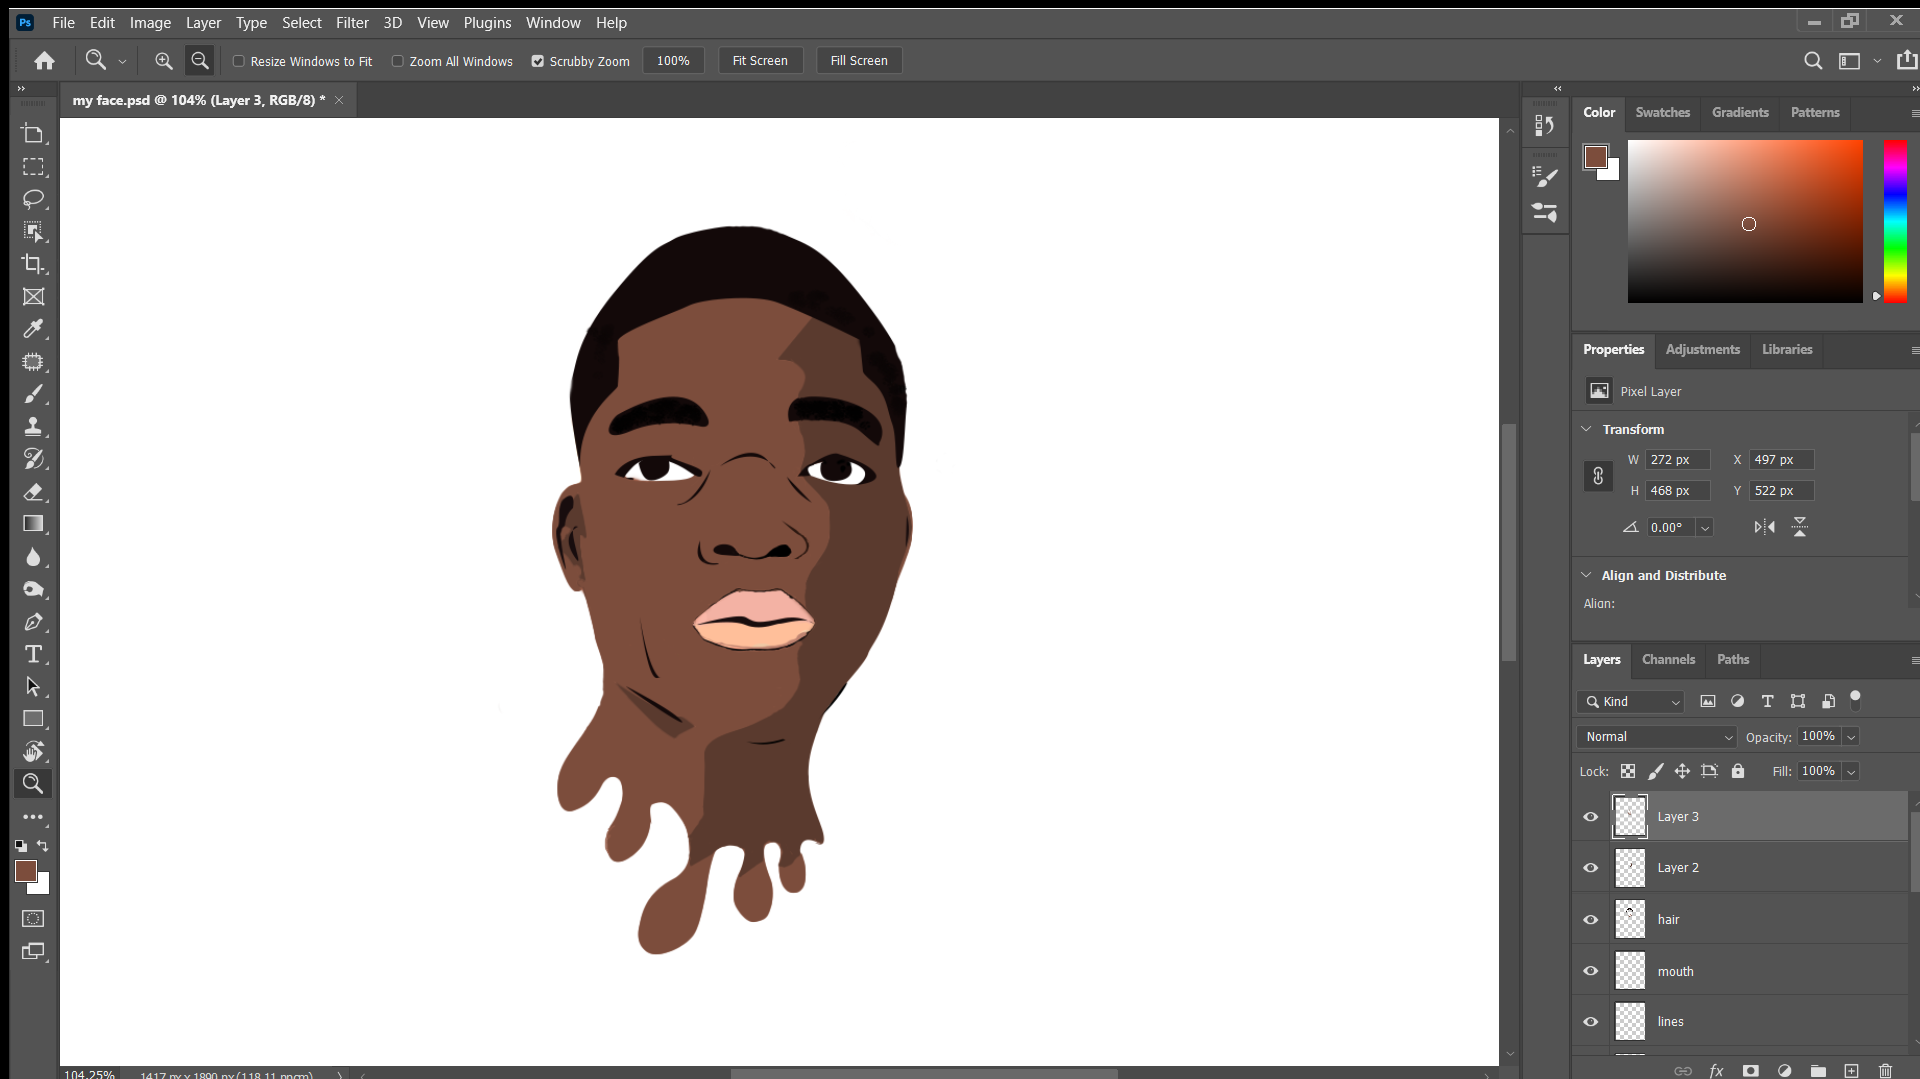 Ps File Edit Image Layer Type Select Filter 3D View Plugins Window Help
Resize Windows to Fit Zoom All Windows Scrubby Zoom 100% Fit Screen Fill Screen
my face.psd @ 104% (Layer 3, RGB/8) *
Color Swatches Gradients Patterns
Properties Adjustments Libraries
Pixel Layer
Transform
W 272 px X 497 px
H 468 px Y 522 px
0.00°
Align and Distribute
Align:
Layers Channels Paths
Kind
Normal Opacity: 100%
Lock: Fill: 100%
Layer 3
Layer 2
hair
mouth
lines
fx
104.25% 1417 px x 1890 px (118.11 ppcm)